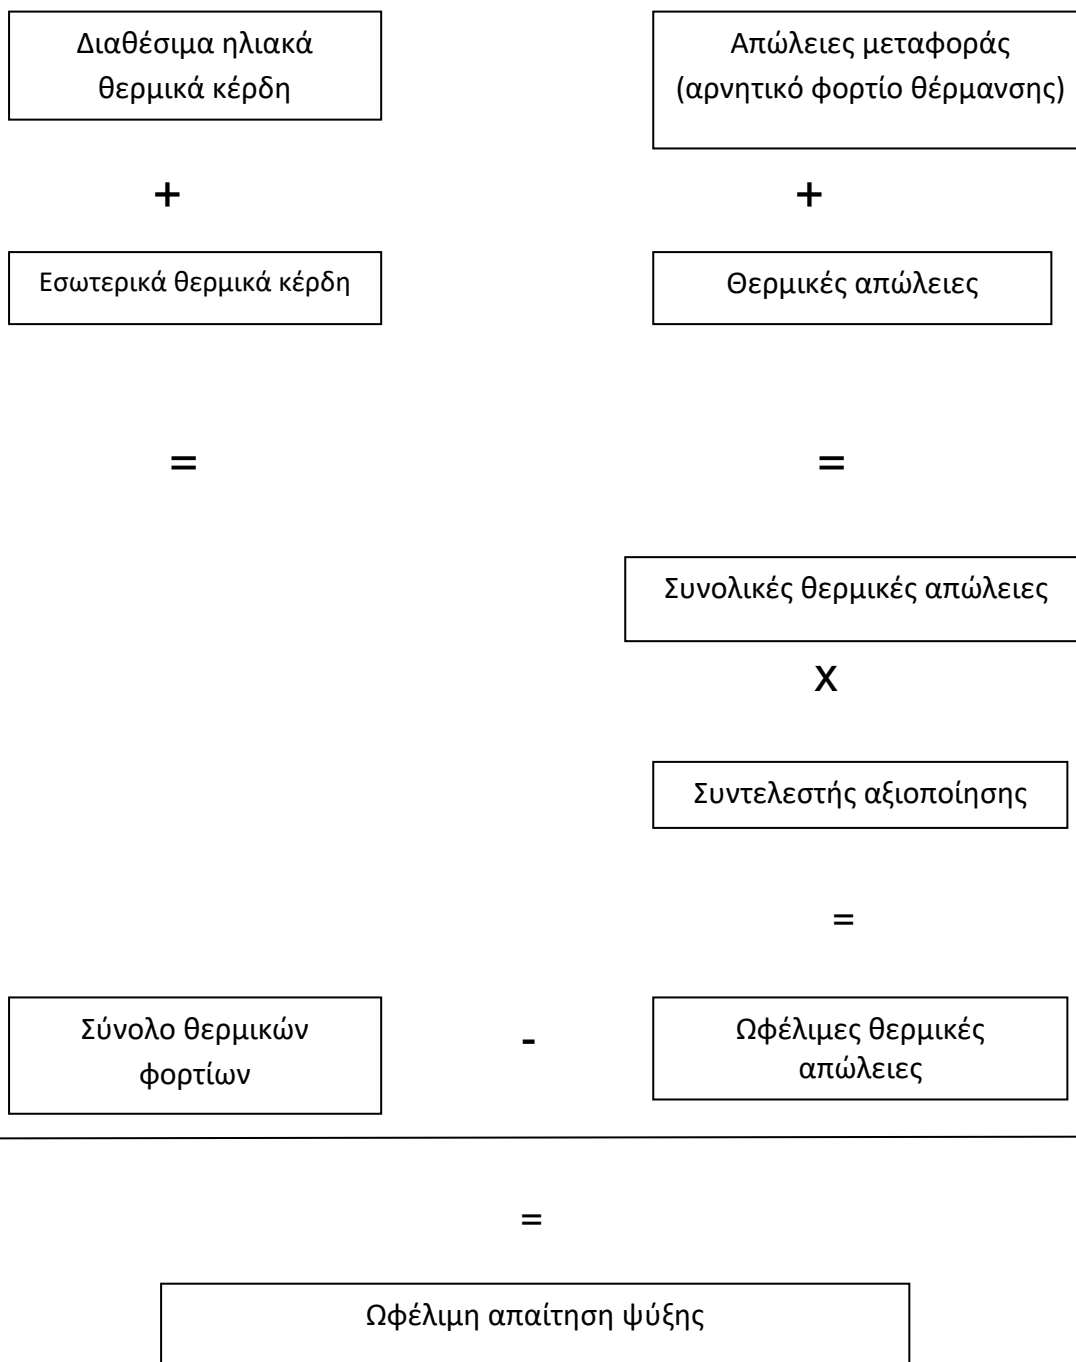 Διαθέσιμα ηλιακά
θερμικά κέρδη
Απώλειες μεταφοράς
(αρνητικό φορτίο θέρμανσης)
+
+
Εσωτερικά θερμικά κέρδη
Θερμικές απώλειες
=
=
Συνολικές θερμικές απώλειες
x
Συντελεστής αξιοποίησης
=
Σύνολο θερμικών
φορτίων
-
Ωφέλιμες θερμικές
απώλειες
=
Ωφέλιμη απαίτηση ψύξης